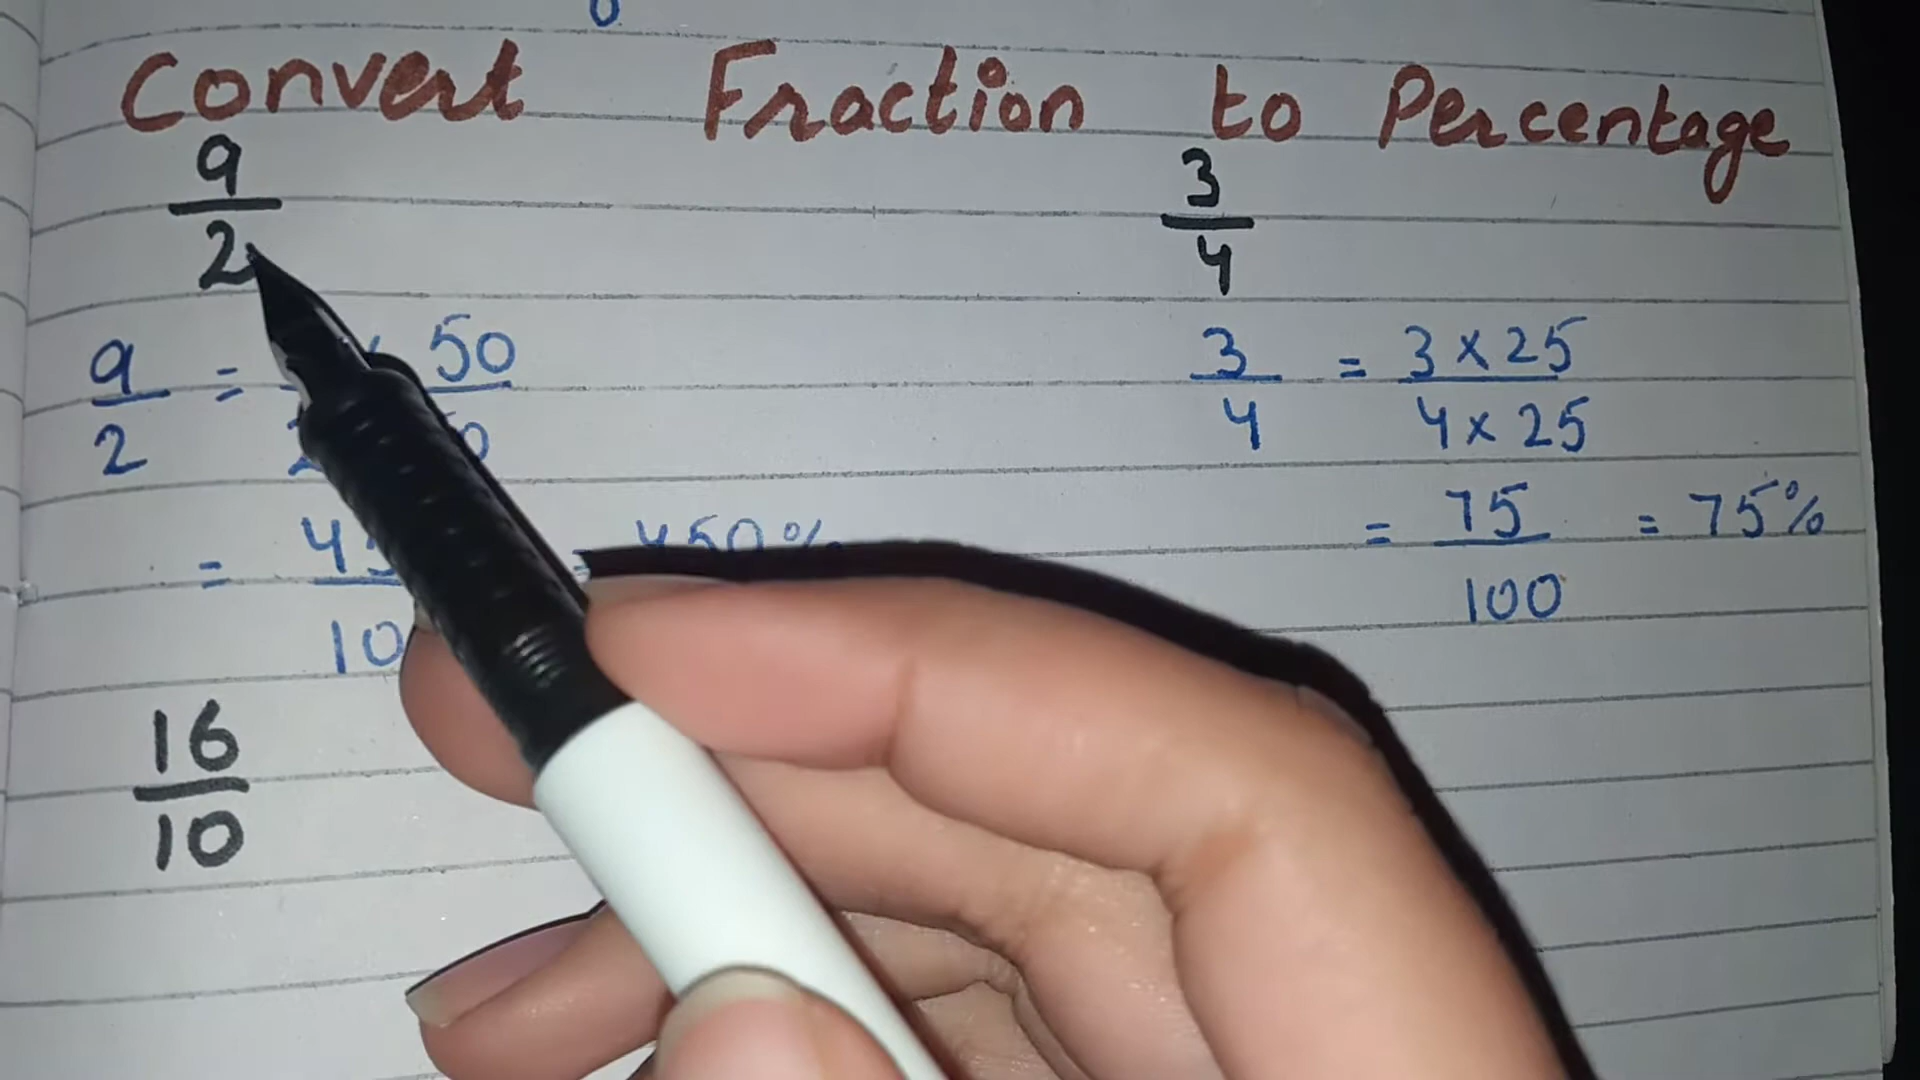 Convert Fraction to Percentage
9
2
9/2 = 50
= 450%
16
10
3
4
3/4 = 3 x 25
4 x 25
= 75/100 = 75%